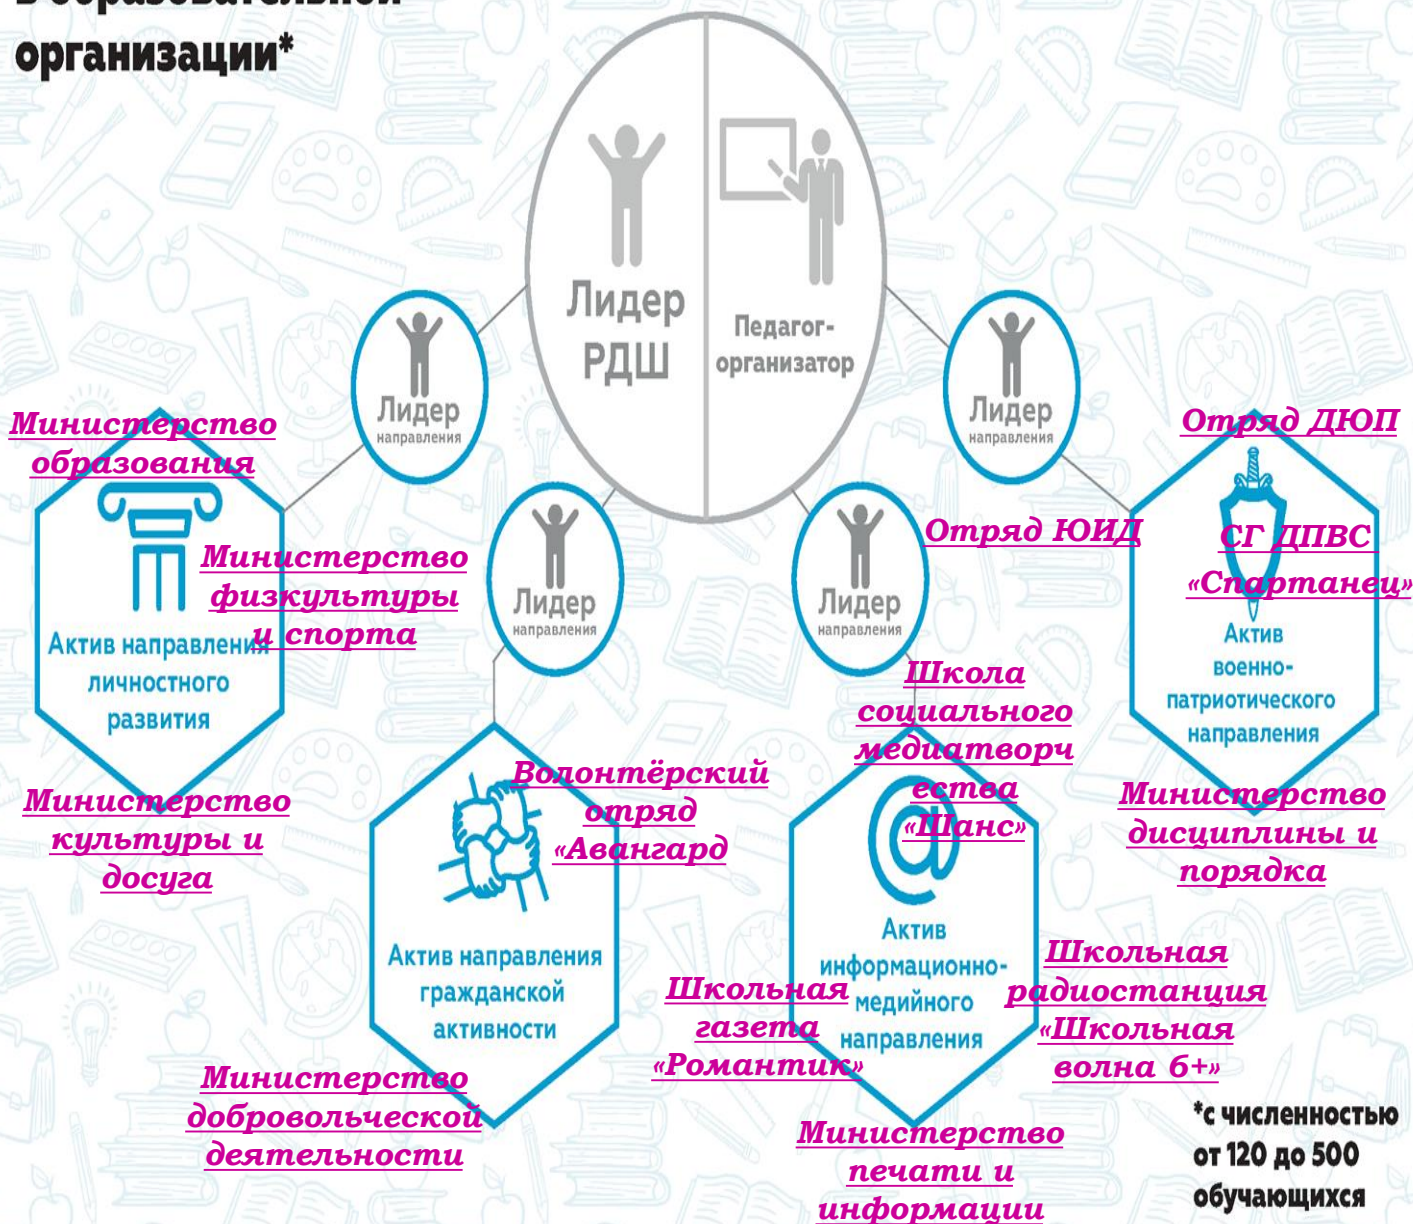 в образовательной
организации*
Лидер
РДШ
Педагог-
организатор
Лидер
направления
Лидер
направления
Лидер
направления
Лидер
направления
Министерство
образования
Министерство
физкультуры
и спорта
Актив направления
личностного
развития
Министерство
культуры и
досуга
Волонтёрский
отряд
«Авангард
Актив направления
гражданской
активности
Министерство
добровольческой
деятельности
Школа
социального
медиатворч
ества
«Шанс»
Актив
информационно-
медийного
направления
Школьная
газета
«Романтик»
Школьная
радиостанция
«Школьная
волна 6+»
Министерство
печати и
информации
Отряд ДЮП
Отряд ЮИД
СГ ДПВС
«Спартанец»
Актив
военно-
патриотического
направления
Министерство
дисциплины и
порядка
*с численностью
от 120 до 500
обучающихся